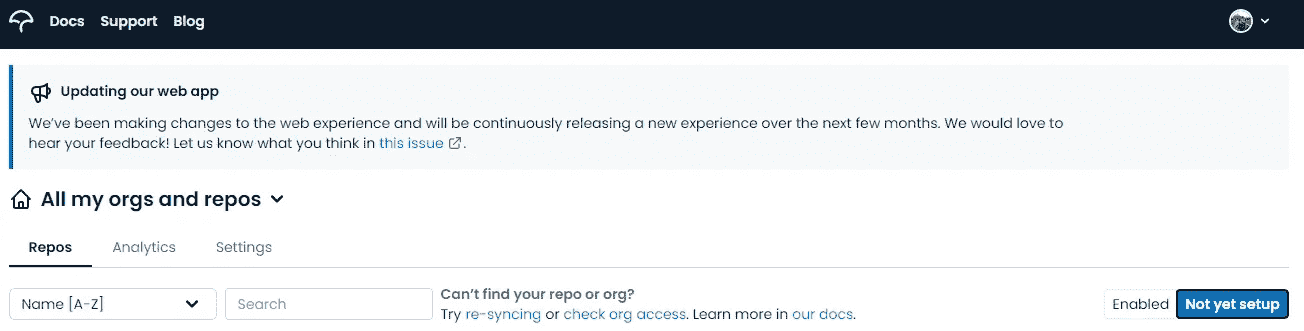 Docs Support Blog
Updating our web app
We've been making changes to the web experience and will be continuously releasing a new experience over the next few months. We would love to
hear your feedback! Let us know what you think in this issue.
All my orgs and repos
Repos Analytics Settings
Name [A-Z] Search
Can't find your repo or org?
Try re-syncing or check org access. Learn more in our docs.
Enabled Not yet setup